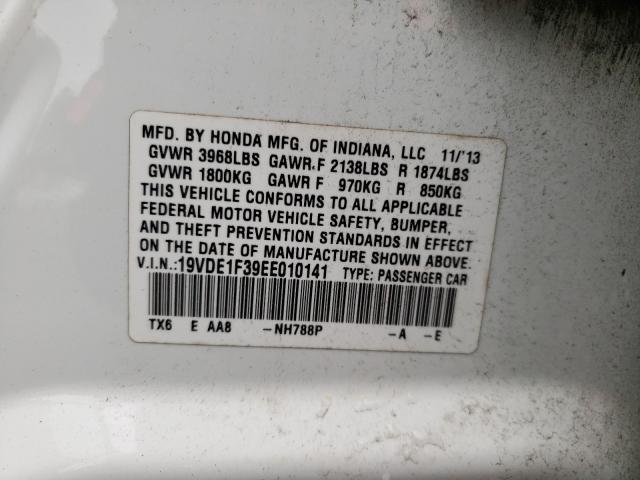 MFD. BY HONDA MFG. OF INDIANA, LLC 11/'13
GVWR 3968LBS GAWR F 2138LBS R 1874LBS
GVWR 1800KG GAWR F 970KG R 850KG
THIS VEHICLE CONFORMS TO ALL APPLICABLE
FEDERAL MOTOR VEHICLE SAFETY, BUMPER,
AND THEFT PREVENTION STANDARDS IN EFFECT
ON THE DATE OF MANUFACTURE SHOWN ABOVE.
V.I.N.:19VDE1F39EE010141 TYPE: PASSENGER CAR
TX6 E AA8 -NH788P -A -E